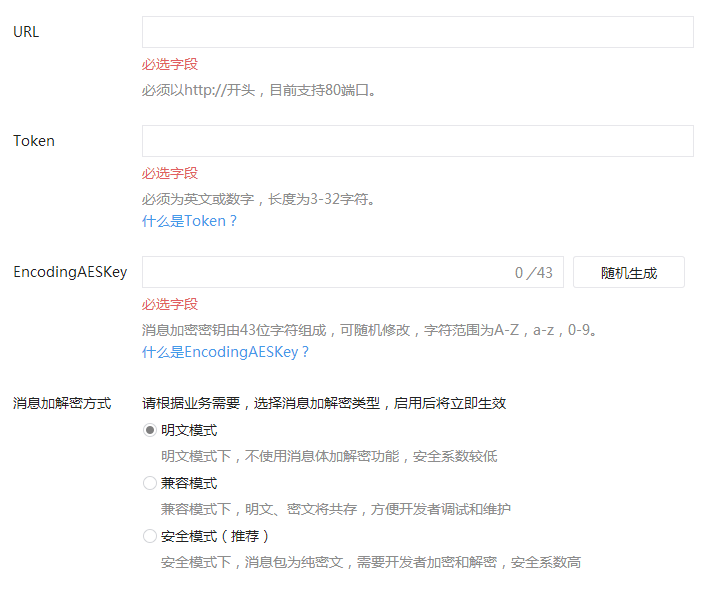 URL
必选字段
必须以http://开头，目前支持80端口。
Token
必选字段
必须为英文或数字，长度为3-32字符。
什么是Token？
EncodingAESKey
0／43
随机生成
必选字段
消息加密密钥由43位字符组成，可随机修改，字符范围为A-Z，a-z，0-9。
什么是EncodingAESKey？
消息加解密方式
请根据业务需要，选择消息加解密类型，启用后将立即生效
明文模式
明文模式下，不使用消息体加解密功能，安全系数较低
兼容模式
兼容模式下，明文、密文将共存，方便开发者调试和维护
安全模式（推荐）
安全模式下，消息包为纯密文，需要开发者加密和解密，安全系数高